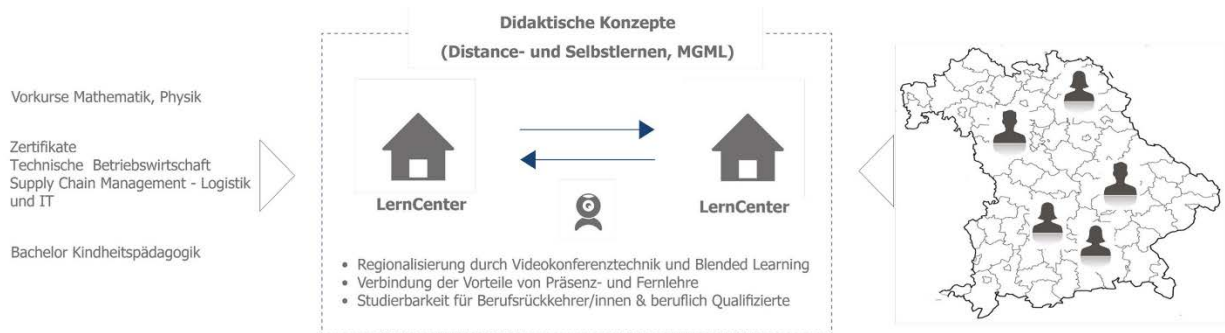 Didaktische Konzepte
(Distance- und Selbstlernen, MGML)
Vorkurse Mathematik, Physik
Zertifikate
Technische Betriebswirtschaft
Supply Chain Management - Logistik
und IT
Bachelor Kindheitspädagogik
LernCenter
LernCenter
• Regionalisierung durch Videokonferenztechnik und Blended Learning
• Verbindung der Vorteile von Präsenz- und Fernlehre
• Studierbarkeit für Berufsrückkehrer/innen & beruflich Qualifizierte